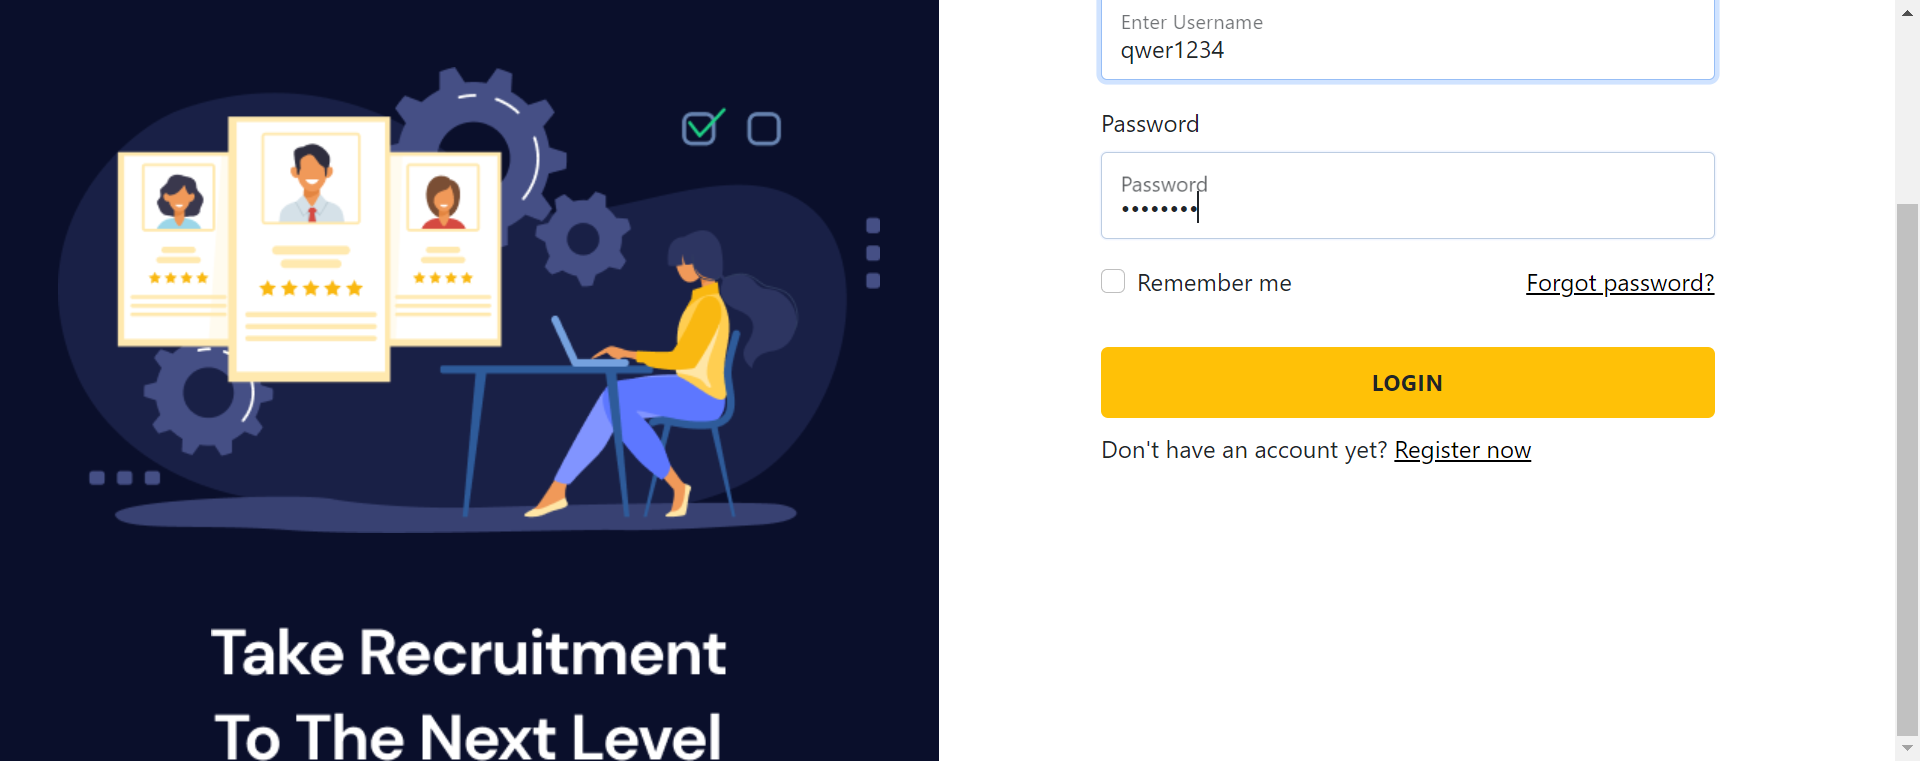 Enter Username
qwer1234
Password
Password
••••••••
Remember me
Forgot password?
LOGIN
Don't have an account yet? Register now
Take Recruitment
To The Next Level